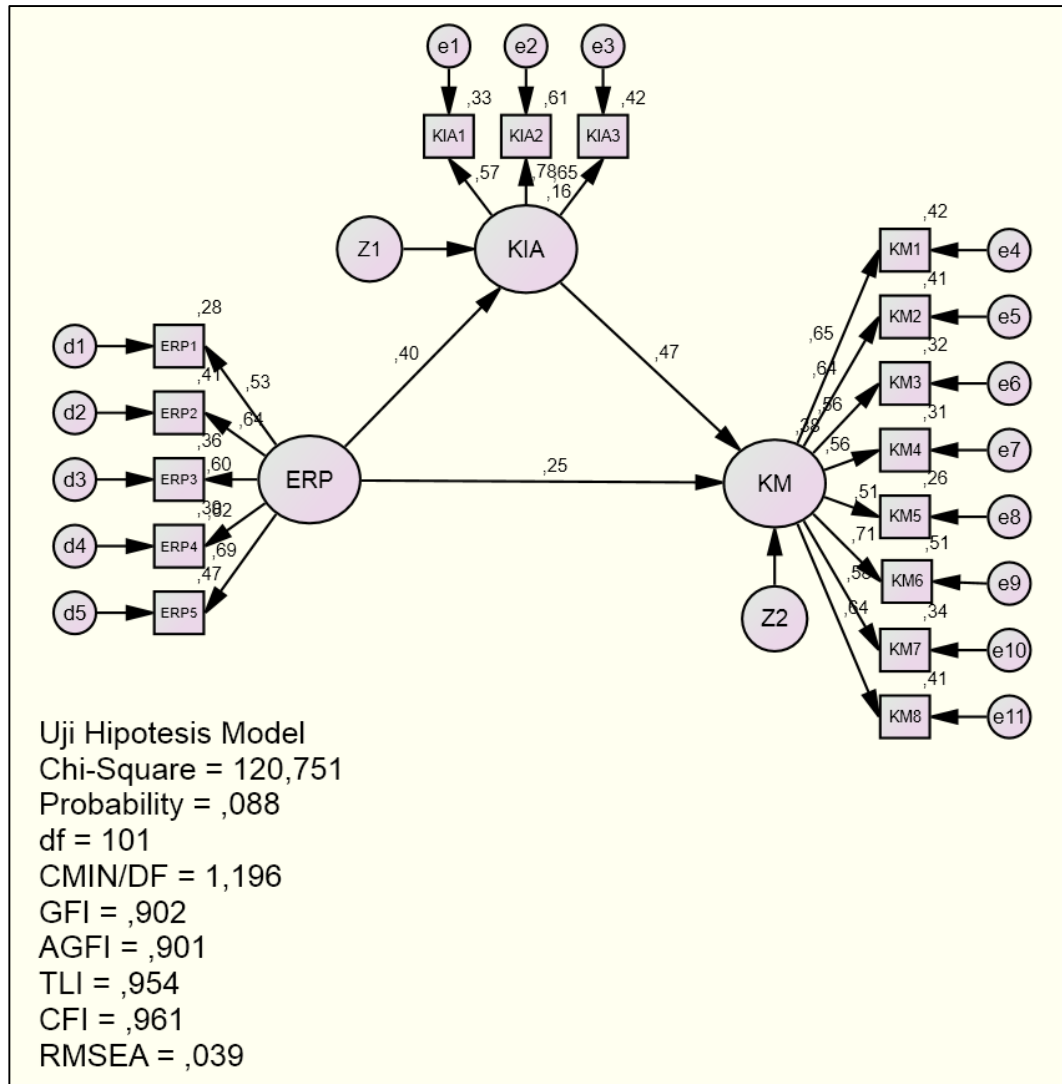 e1
e2
e3
,33
,61
,42
KIA1
KIA2
KIA3
,57
,78
,65
,16
Z1
KIA
,42
KM1
e4
,41
KM2
e5
,28
,65
,32
d1
ERP1
,40
,47
,64
KM3
e6
,41
,53
,56
,31
d2
ERP2
,64
,38
,56
KM4
e7
,36
,60
,26
d3
ERP3
ERP
,25
KM
,51
KM5
e8
,62
,71
,51
d4
ERP4
,69
KM6
e9
,47
,34
d5
ERP5
Z2
,64
KM7
e10
,41
KM8
e11
Uji Hipotesis Model
Chi-Square = 120,751
Probability = ,088
df = 101
CMIN/DF = 1,196
GFI = ,902
AGFI = ,901
TLI = ,954
CFI = ,961
RMSEA = ,039